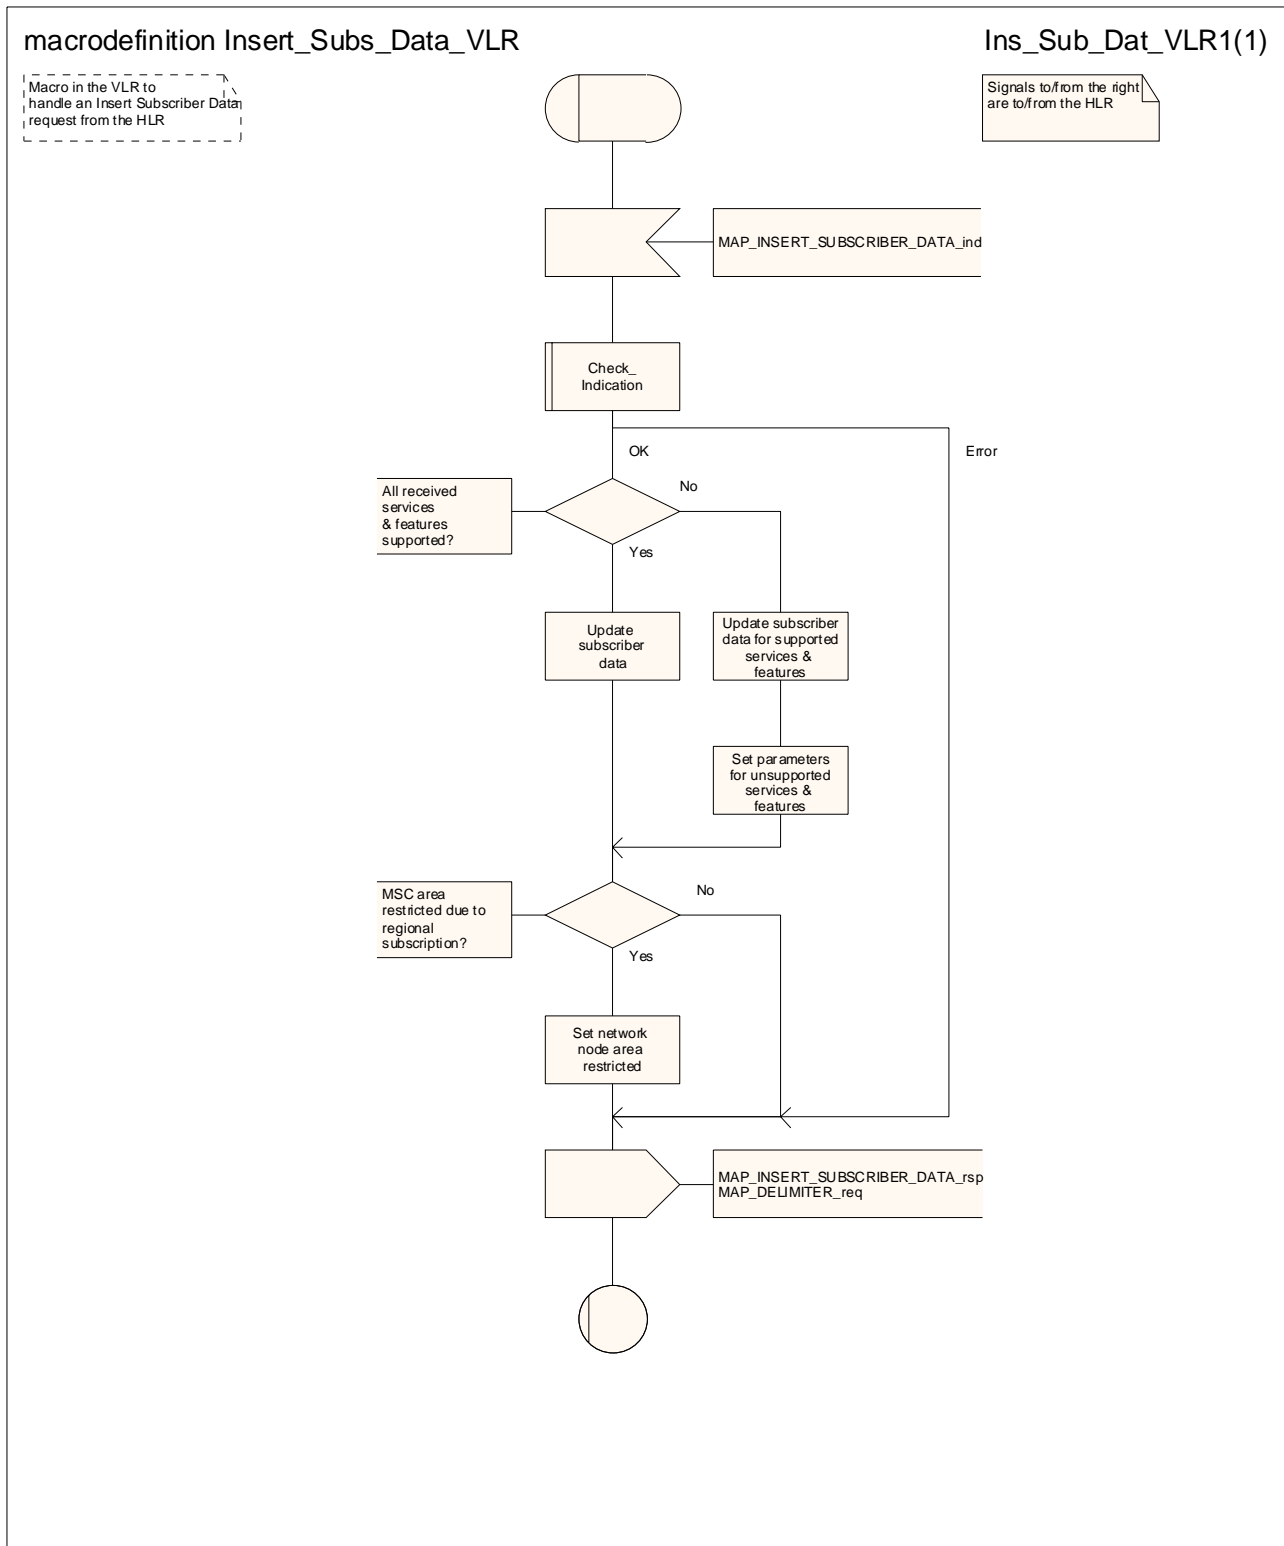 macrodefinition Insert_Subs_Data_VLR
Ins_Sub_Dat_VLR1(1)
Macro in the VLR to
handle an Insert Subscriber Data
request from the HLR
Signals to/from the right
are to/from the HLR
MAP_INSERT_SUBSCRIBER_DATA_ind
Check_
Indication
OK
Error
All received
services
& features
supported?
No
Yes
Update
subscriber
data
Update subscriber
data for supported
services &
features
Set parameters
for unsupported
services &
features
MSC area
restricted due to
regional
subscription?
No
Yes
Set network
node area
restricted
MAP_INSERT_SUBSCRIBER_DATA_rsp
MAP_DELIMITER_req